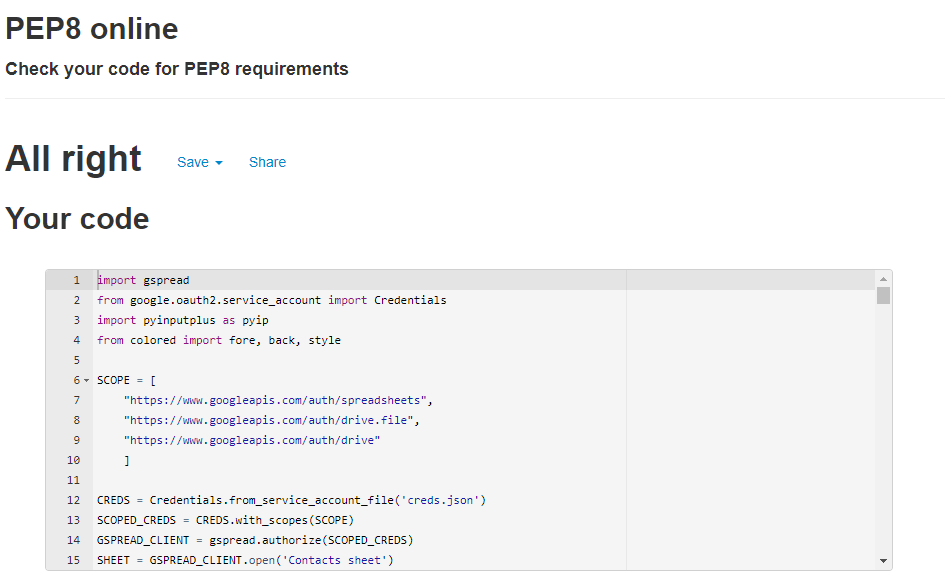 PEP8 online
Check your code for PEP8 requirements
All right Save Share
Your code
1 import gspread
2 from google.oauth2.service_account import Credentials
3 import pyinputplus as pyip
4 from colored import fore, back, style
5
6 SCOPE = [
7 "https://www.googleapis.com/auth/spreadsheets",
8 "https://www.googleapis.com/auth/drive.file",
9 "https://www.googleapis.com/auth/drive"
10 ]
11
12 CREDS = Credentials.from_service_account_file('creds.json')
13 SCOPED_CREDS = CREDS.with_scopes(SCOPE)
14 GSPREAD_CLIENT = gspread.authorize(SCOPED_CREDS)
15 SHEET = GSPREAD_CLIENT.open('Contacts sheet')